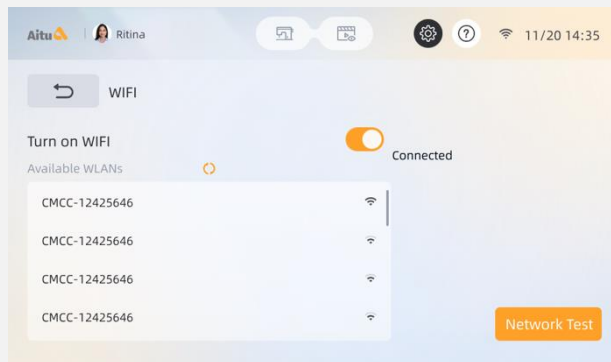 Aitu Ritina ? 11/20 14:35
WIFI
Turn on WIFI
Connected
Available WLANs
CMCC-12425646
CMCC-12425646
CMCC-12425646
CMCC-12425646
Network Test